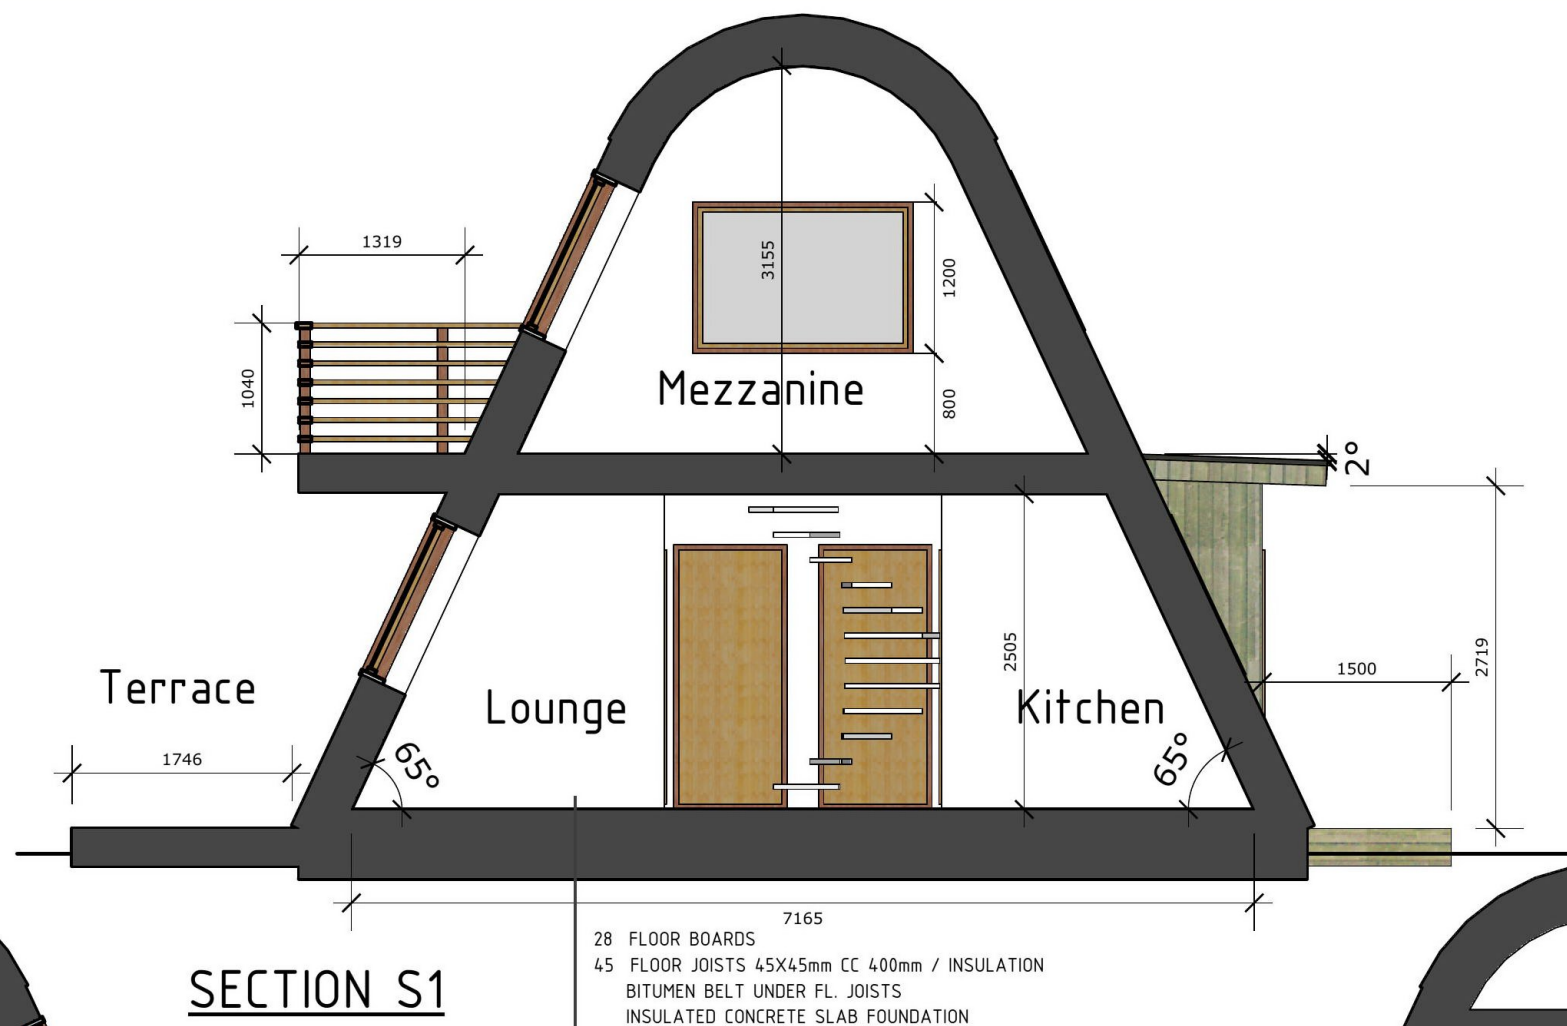 3155
1319
1200
1040
Mezzanine
800
2°
2505
2719
1500
Terrace
Lounge
Kitchen
1746
65°
65°
7165
28 FLOOR BOARDS
45 FLOOR JOISTS 45X45mm CC 400mm / INSULATION
BITUMEN BELT UNDER FL. JOISTS
INSULATED CONCRETE SLAB FOUNDATION
SECTION S1